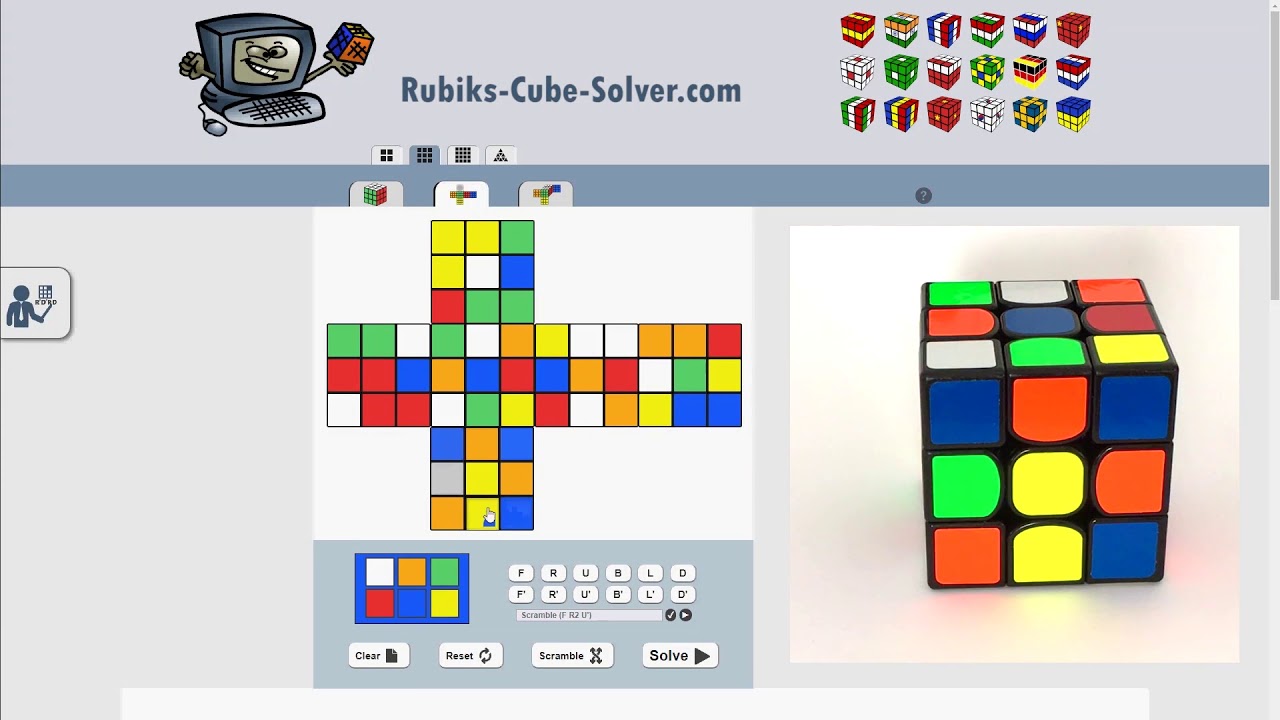 Rubiks-Cube-Solver.com
?
F R U B L D
F' R' U' B' L' D'
Scramble (F R2 U')
Clear
Reset
Scramble
Solve